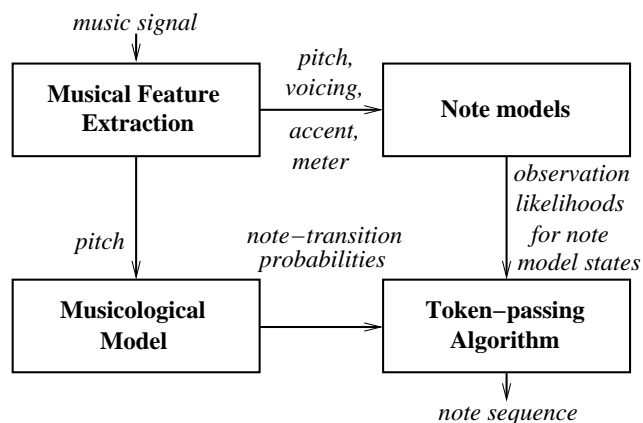 music signal
Musical Feature
Extraction
pitch,
voicing,
accent,
meter
Note models
observation
likelihoods
for note
model states
pitch
note−transition
probabilities
Musicological
Model
Token−passing
Algorithm
note sequence